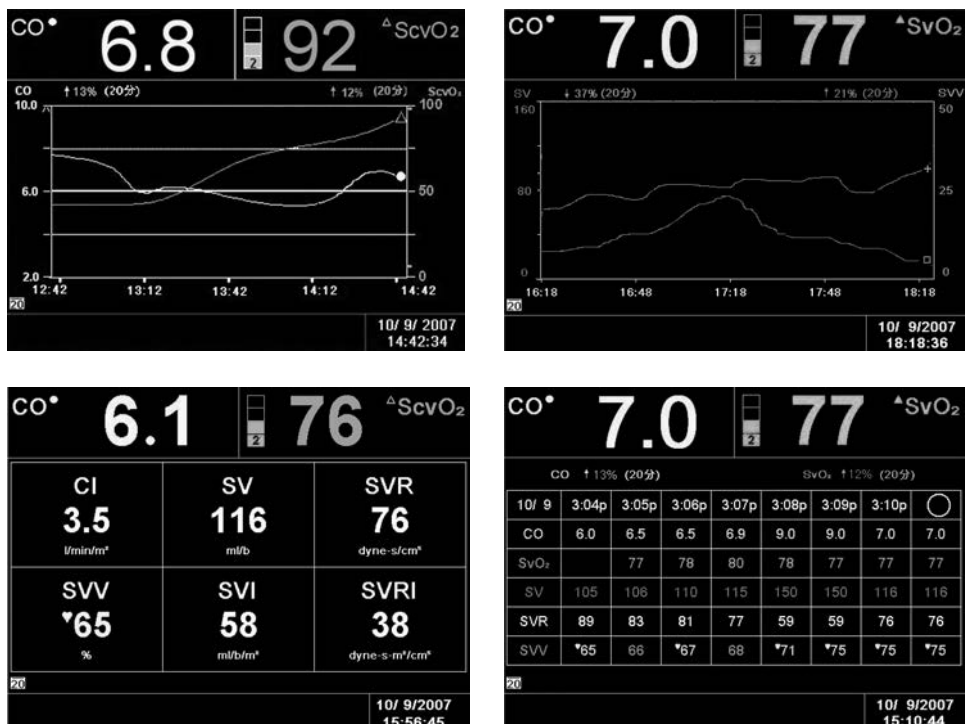 CO● 6.8 2 92 △ScvO₂
CO ↑13% (20分) ↑ 12% (20分) ScvO₂
10.0 100
6.0 50
2.0 0
12:42 13:12 13:42 14:12 14:42
20
10/ 9/ 2007
14:42:34
CO● 7.0 2 77 ▲SvO₂
SV ↓ 37% (20分) ↑ 21% (20分) SVV
160 50
80 25
0 0
16:18 16:48 17:18 17:48 18:18
20
10/ 9/2007
18:18:36
CO● 6.1 2 76 △ScvO₂
CI SV SVR
3.5 116 76
l/min/m² ml/b
SVV SVI SVRI
♥65 58 38
% ml/b/m²
20
10/ 9/2007
15:56:45
CO● 7.0 2 77 ▲SvO₂
CO ↑13% (20分) SvO₂ ↑12% (20分)
10/ 9 3:04p 3:05p 3:06p 3:07p 3:08p 3:09p 3:10p
CO 6.0 6.5 6.5 6.9 9.0 9.0 7.0 7.0
SvO₂ 77 78 80 78 77 77 77
SV 105 106 110 115 150 150 116 116
SVR 89 83 81 77 59 59 76 76
SVV ♥65 66 ♥67 68 ♥71 ♥75 ♥75 ♥75
20
10/ 9/2007
15:10:44